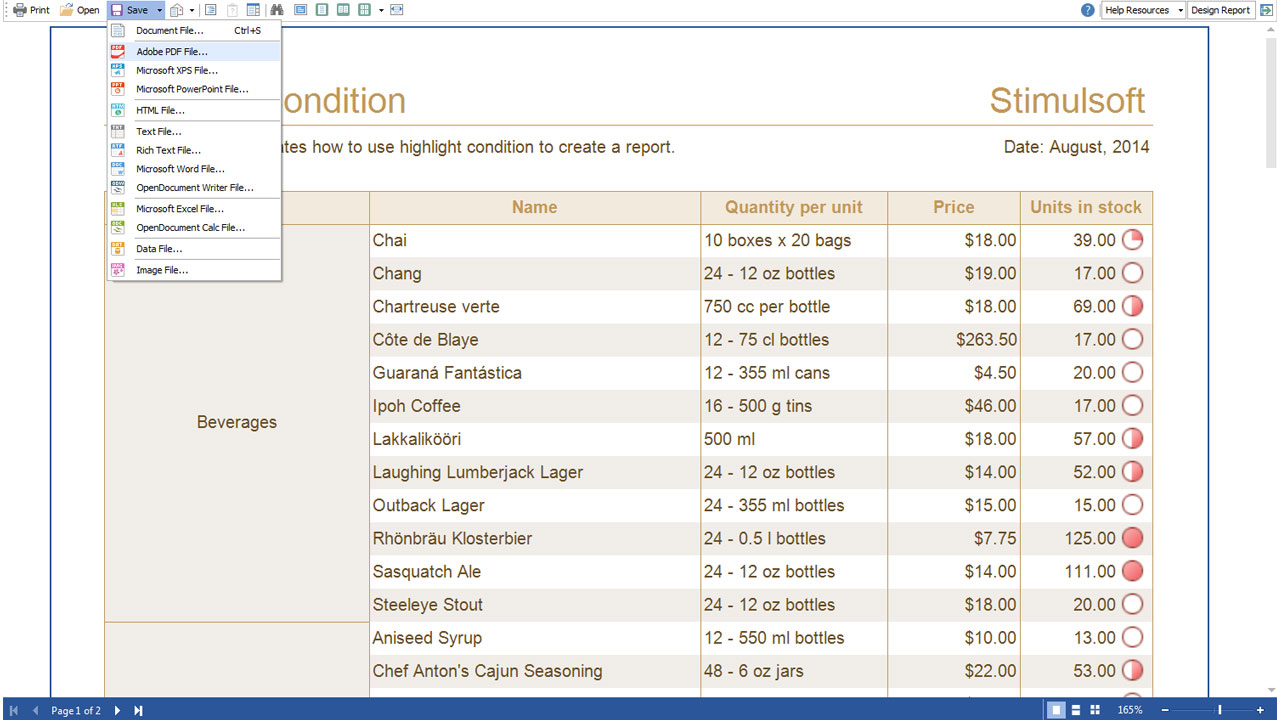 Print Open Save Help Resources Design Report
Document File... Ctrl+S
Adobe PDF File...
Microsoft XPS File...
Microsoft PowerPoint File...
HTML File...
Text File...
Rich Text File...
Microsoft Word File...
OpenDocument Writer File...
Microsoft Excel File...
OpenDocument Calc File...
Data File...
Image File...
ondition Stimulsoft
ates how to use highlight condition to create a report. Date: August, 2014
Name Quantity per unit Price Units in stock
Beverages
Chai 10 boxes x 20 bags $18.00 39.00
Chang 24 - 12 oz bottles $19.00 17.00
Chartreuse verte 750 cc per bottle $18.00 69.00
Côte de Blaye 12 - 75 cl bottles $263.50 17.00
Guaraná Fantástica 12 - 355 ml cans $4.50 20.00
Ipoh Coffee 16 - 500 g tins $46.00 17.00
Lakkalikööri 500 ml $18.00 57.00
Laughing Lumberjack Lager 24 - 12 oz bottles $14.00 52.00
Outback Lager 24 - 355 ml bottles $15.00 15.00
Rhönbräu Klosterbier 24 - 0.5 l bottles $7.75 125.00
Sasquatch Ale 24 - 12 oz bottles $14.00 111.00
Steeleye Stout 24 - 12 oz bottles $18.00 20.00
Aniseed Syrup 12 - 550 ml bottles $10.00 13.00
Chef Anton's Cajun Seasoning 48 - 6 oz jars $22.00 53.00
Page 1 of 2 165%